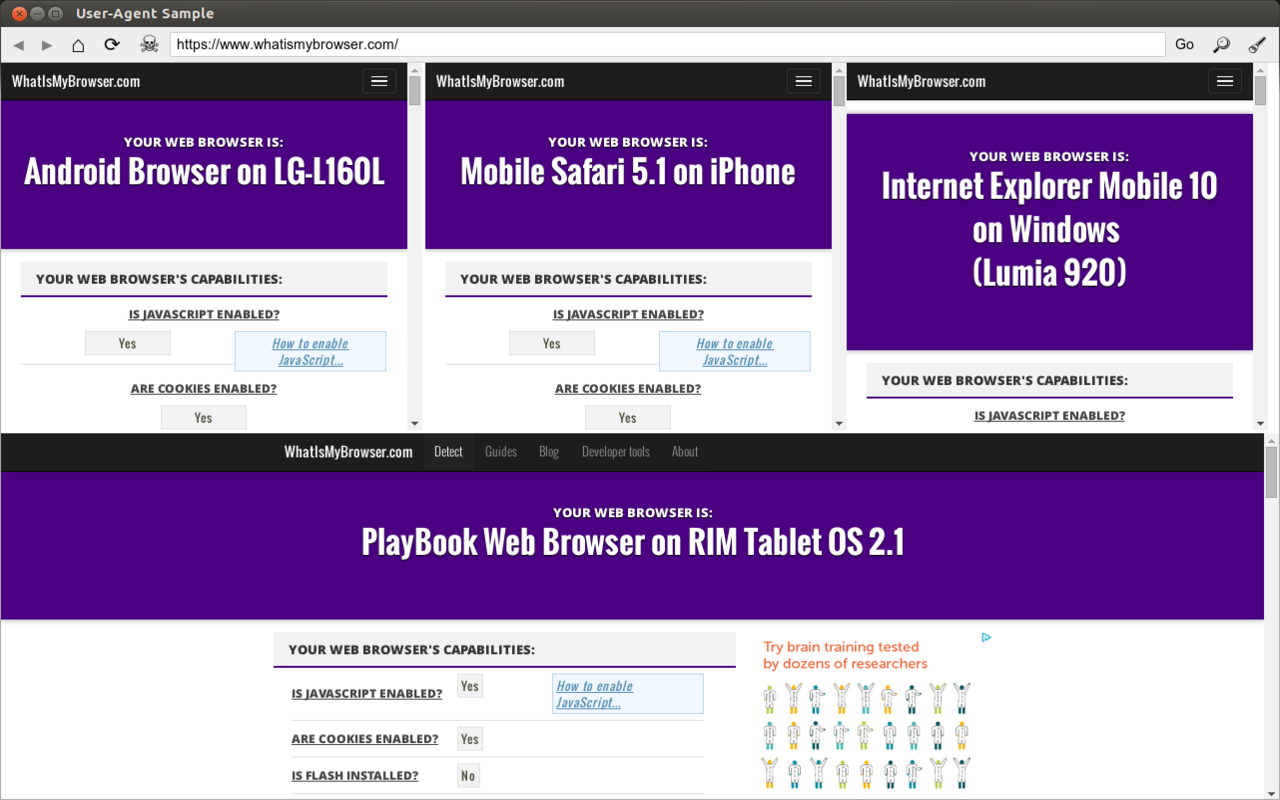 User-Agent Sample
https://www.whatismybrowser.com/
Go
WhatIsMyBrowser.com
YOUR WEB BROWSER IS:
Android Browser on LG-L160L
YOUR WEB BROWSER'S CAPABILITIES:
IS JAVASCRIPT ENABLED?
Yes
How to enable
JavaScript...
ARE COOKIES ENABLED?
Yes
WhatIsMyBrowser.com
YOUR WEB BROWSER IS:
Mobile Safari 5.1 on iPhone
YOUR WEB BROWSER'S CAPABILITIES:
IS JAVASCRIPT ENABLED?
Yes
How to enable
JavaScript...
ARE COOKIES ENABLED?
Yes
WhatIsMyBrowser.com
YOUR WEB BROWSER IS:
Internet Explorer Mobile 10
on Windows
(Lumia 920)
YOUR WEB BROWSER'S CAPABILITIES:
IS JAVASCRIPT ENABLED?
WhatIsMyBrowser.com Detect Guides Blog Developer tools About
YOUR WEB BROWSER IS:
PlayBook Web Browser on RIM Tablet OS 2.1
YOUR WEB BROWSER'S CAPABILITIES:
IS JAVASCRIPT ENABLED? Yes
How to enable
JavaScript...
ARE COOKIES ENABLED? Yes
IS FLASH INSTALLED? No
Try brain training tested
by dozens of researchers